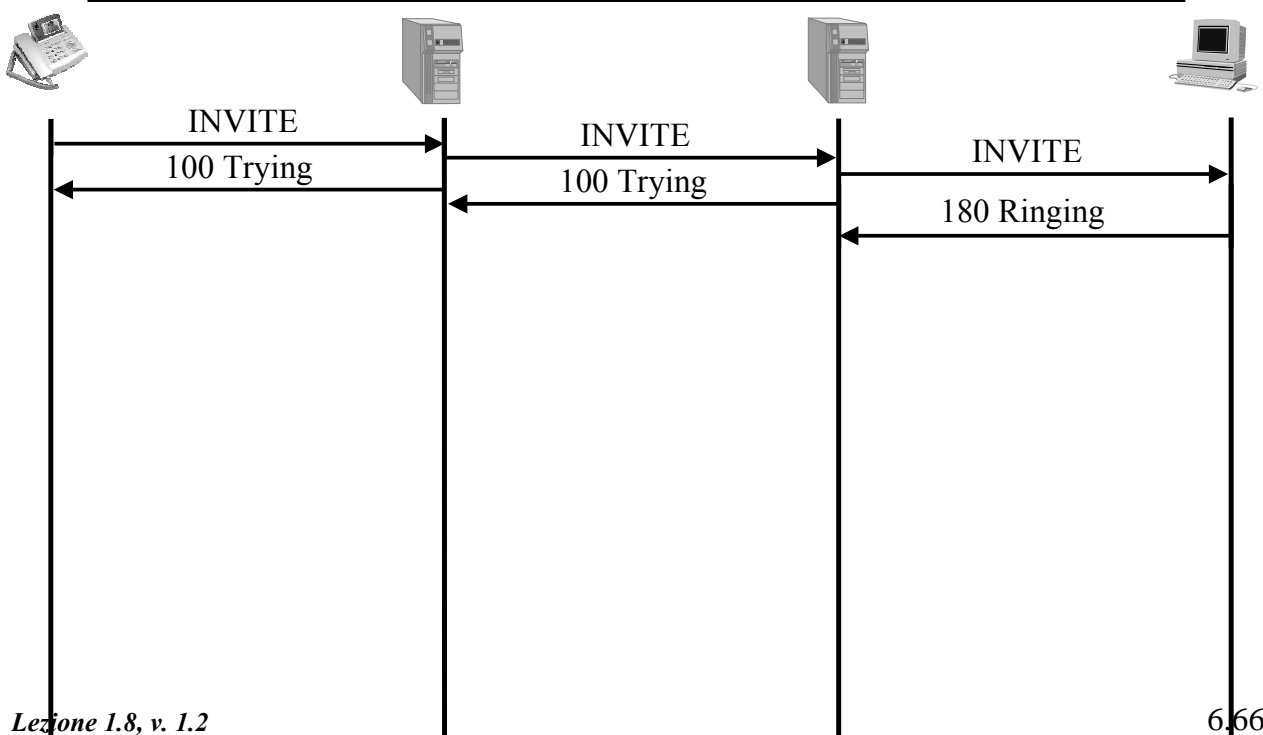 INVITE
INVITE
INVITE
100 Trying
100 Trying
180 Ringing
Lezione 1.8, v. 1.2
6.66